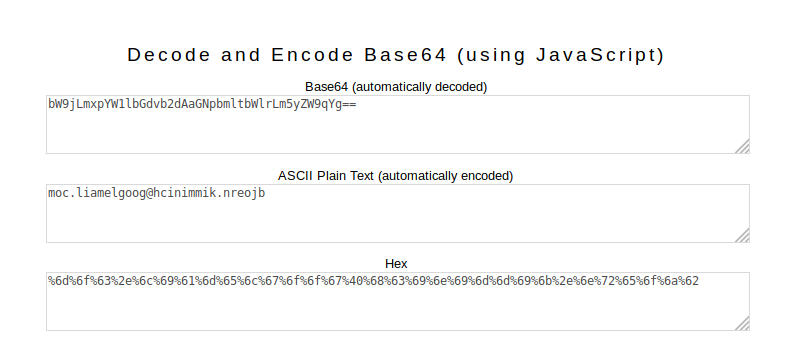 Decode and Encode Base64 (using JavaScript)
Base64 (automatically decoded)
bW9jLmxpYW1lbGdvb2dAaGNpbmltbWlrLm5yZW9qYg==
ASCII Plain Text (automatically encoded)
moc.liamelgoog@hcinimmik.nreojb
Hex
%6d%6f%63%2e%6c%69%61%6d%65%6c%67%6f%6f%67%40%68%63%69%6e%69%6d%6d%69%6b%2e%6e%72%65%6f%6a%62